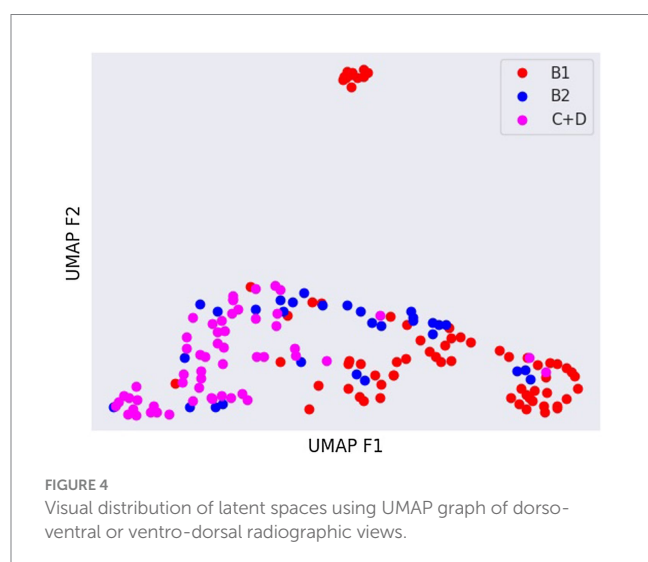 B1
B2
C+D
UMAP F2
UMAP F1
FIGURE 4
Visual distribution of latent spaces using UMAP graph of dorso-
ventral or ventro-dorsal radiographic views.